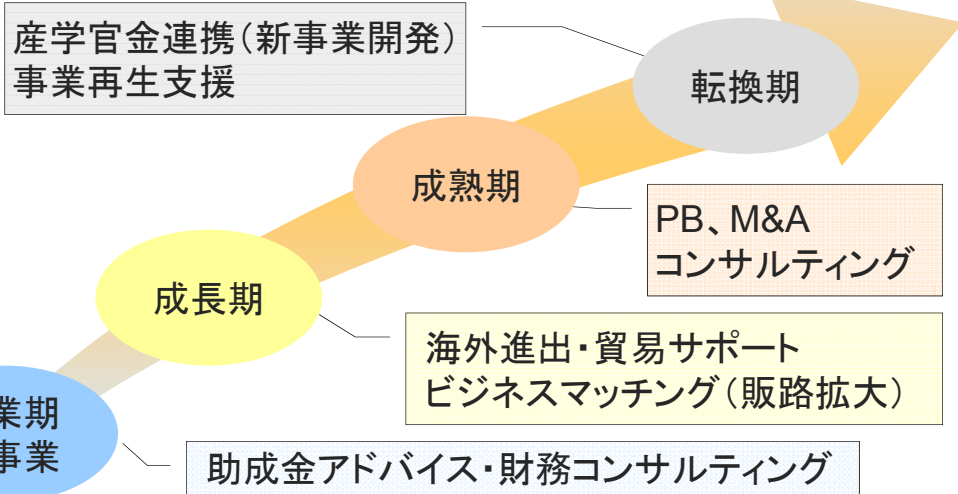 産学官金連携（新事業開発）
事業再生支援
転換期
成熟期
PB、M&A
コンサルティング
成長期
海外進出・貿易サポート
ビジネスマッチング（販路拡大）
業期
事業
助成金アドバイス・財務コンサルティング